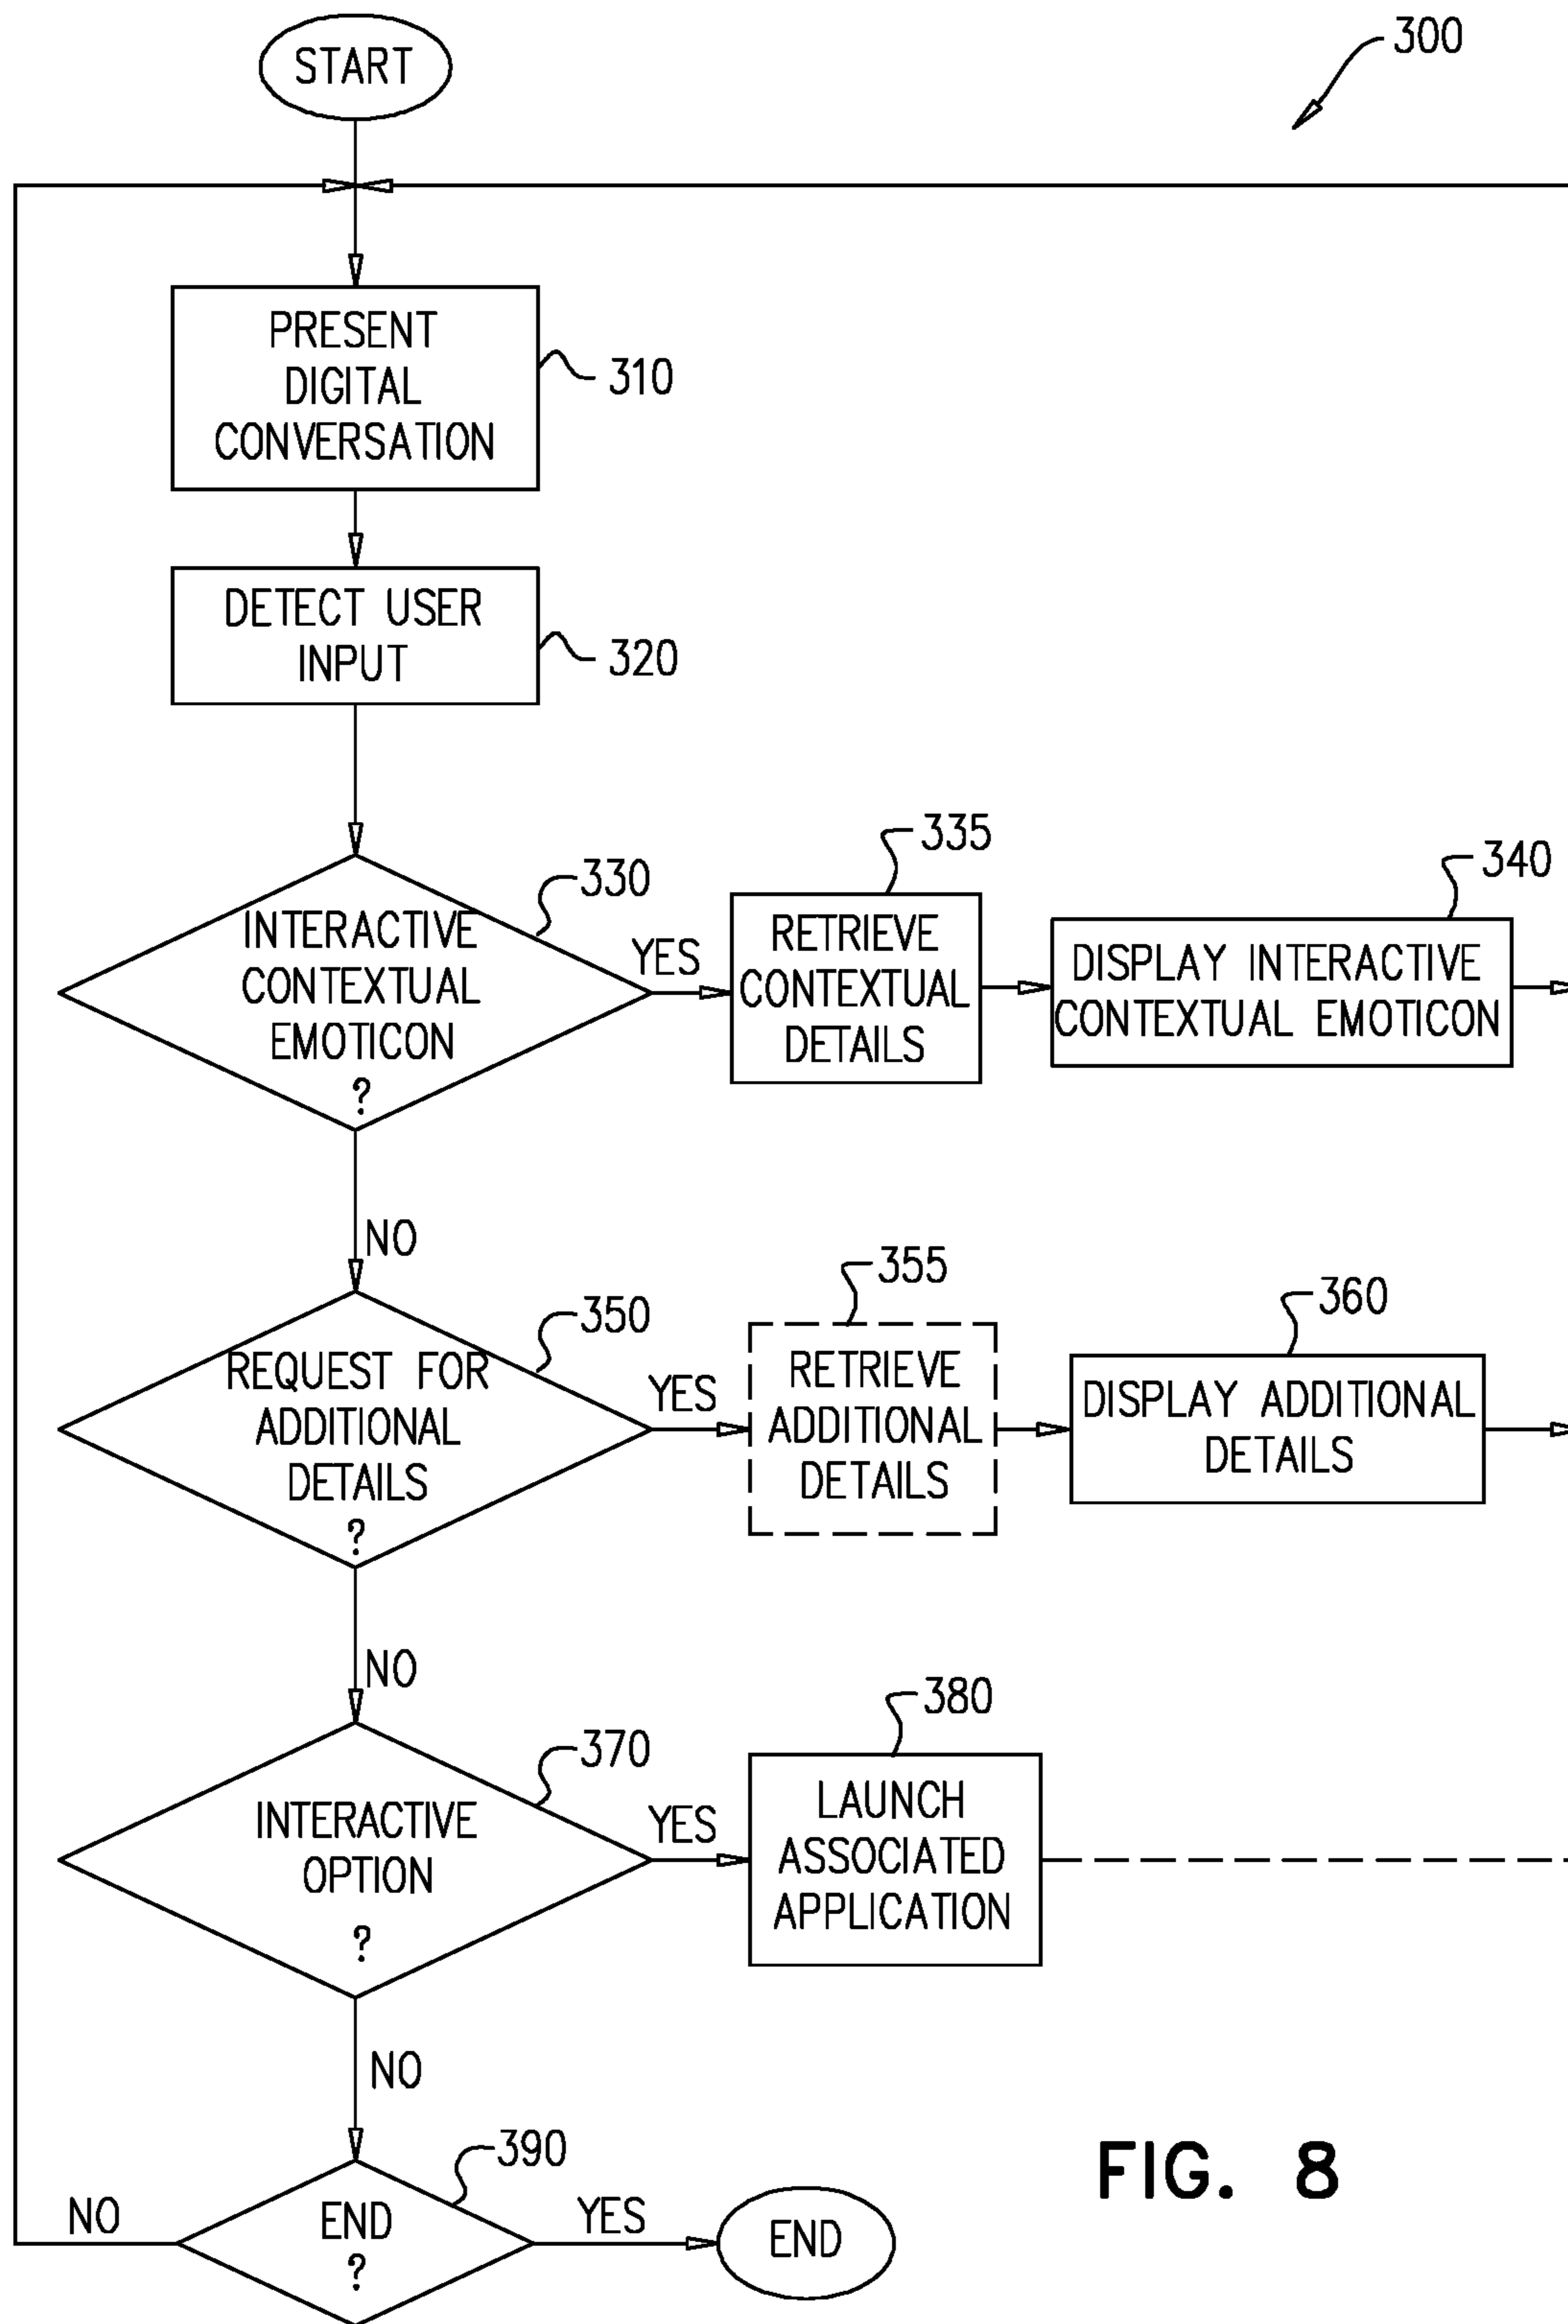 START
300
PRESENT
DIGITAL
CONVERSATION
310
DETECT USER
INPUT
320
INTERACTIVE
CONTEXTUAL
EMOTICON
?
330
YES
RETRIEVE
CONTEXTUAL
DETAILS
335
DISPLAY INTERACTIVE
CONTEXTUAL EMOTICON
340
NO
REQUEST FOR
ADDITIONAL
DETAILS
?
350
YES
RETRIEVE
ADDITIONAL
DETAILS
355
DISPLAY ADDITIONAL
DETAILS
360
NO
INTERACTIVE
OPTION
?
370
YES
LAUNCH
ASSOCIATED
APPLICATION
380
NO
END
?
390
NO
YES
END
FIG. 8